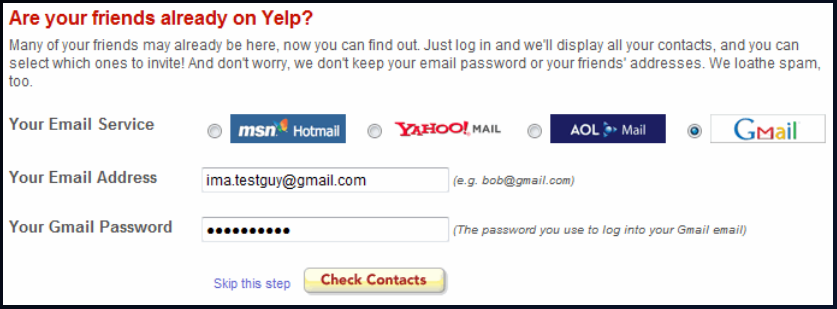 Are your friends already on Yelp?
Many of your friends may already be here, now you can find out. Just log in and we'll display all your contacts, and you can
select which ones to invite! And don't worry, we don't keep your email password or your friends' addresses. We loathe spam,
too.
Your Email Service msn Hotmail YAHOO! MAIL AOL Mail Gmail
Your Email Address ima.testguy@gmail.com (e.g. bob@gmail.com)
Your Gmail Password ●●●●●●●●●● (The password you use to log into your Gmail email)
Skip this step Check Contacts